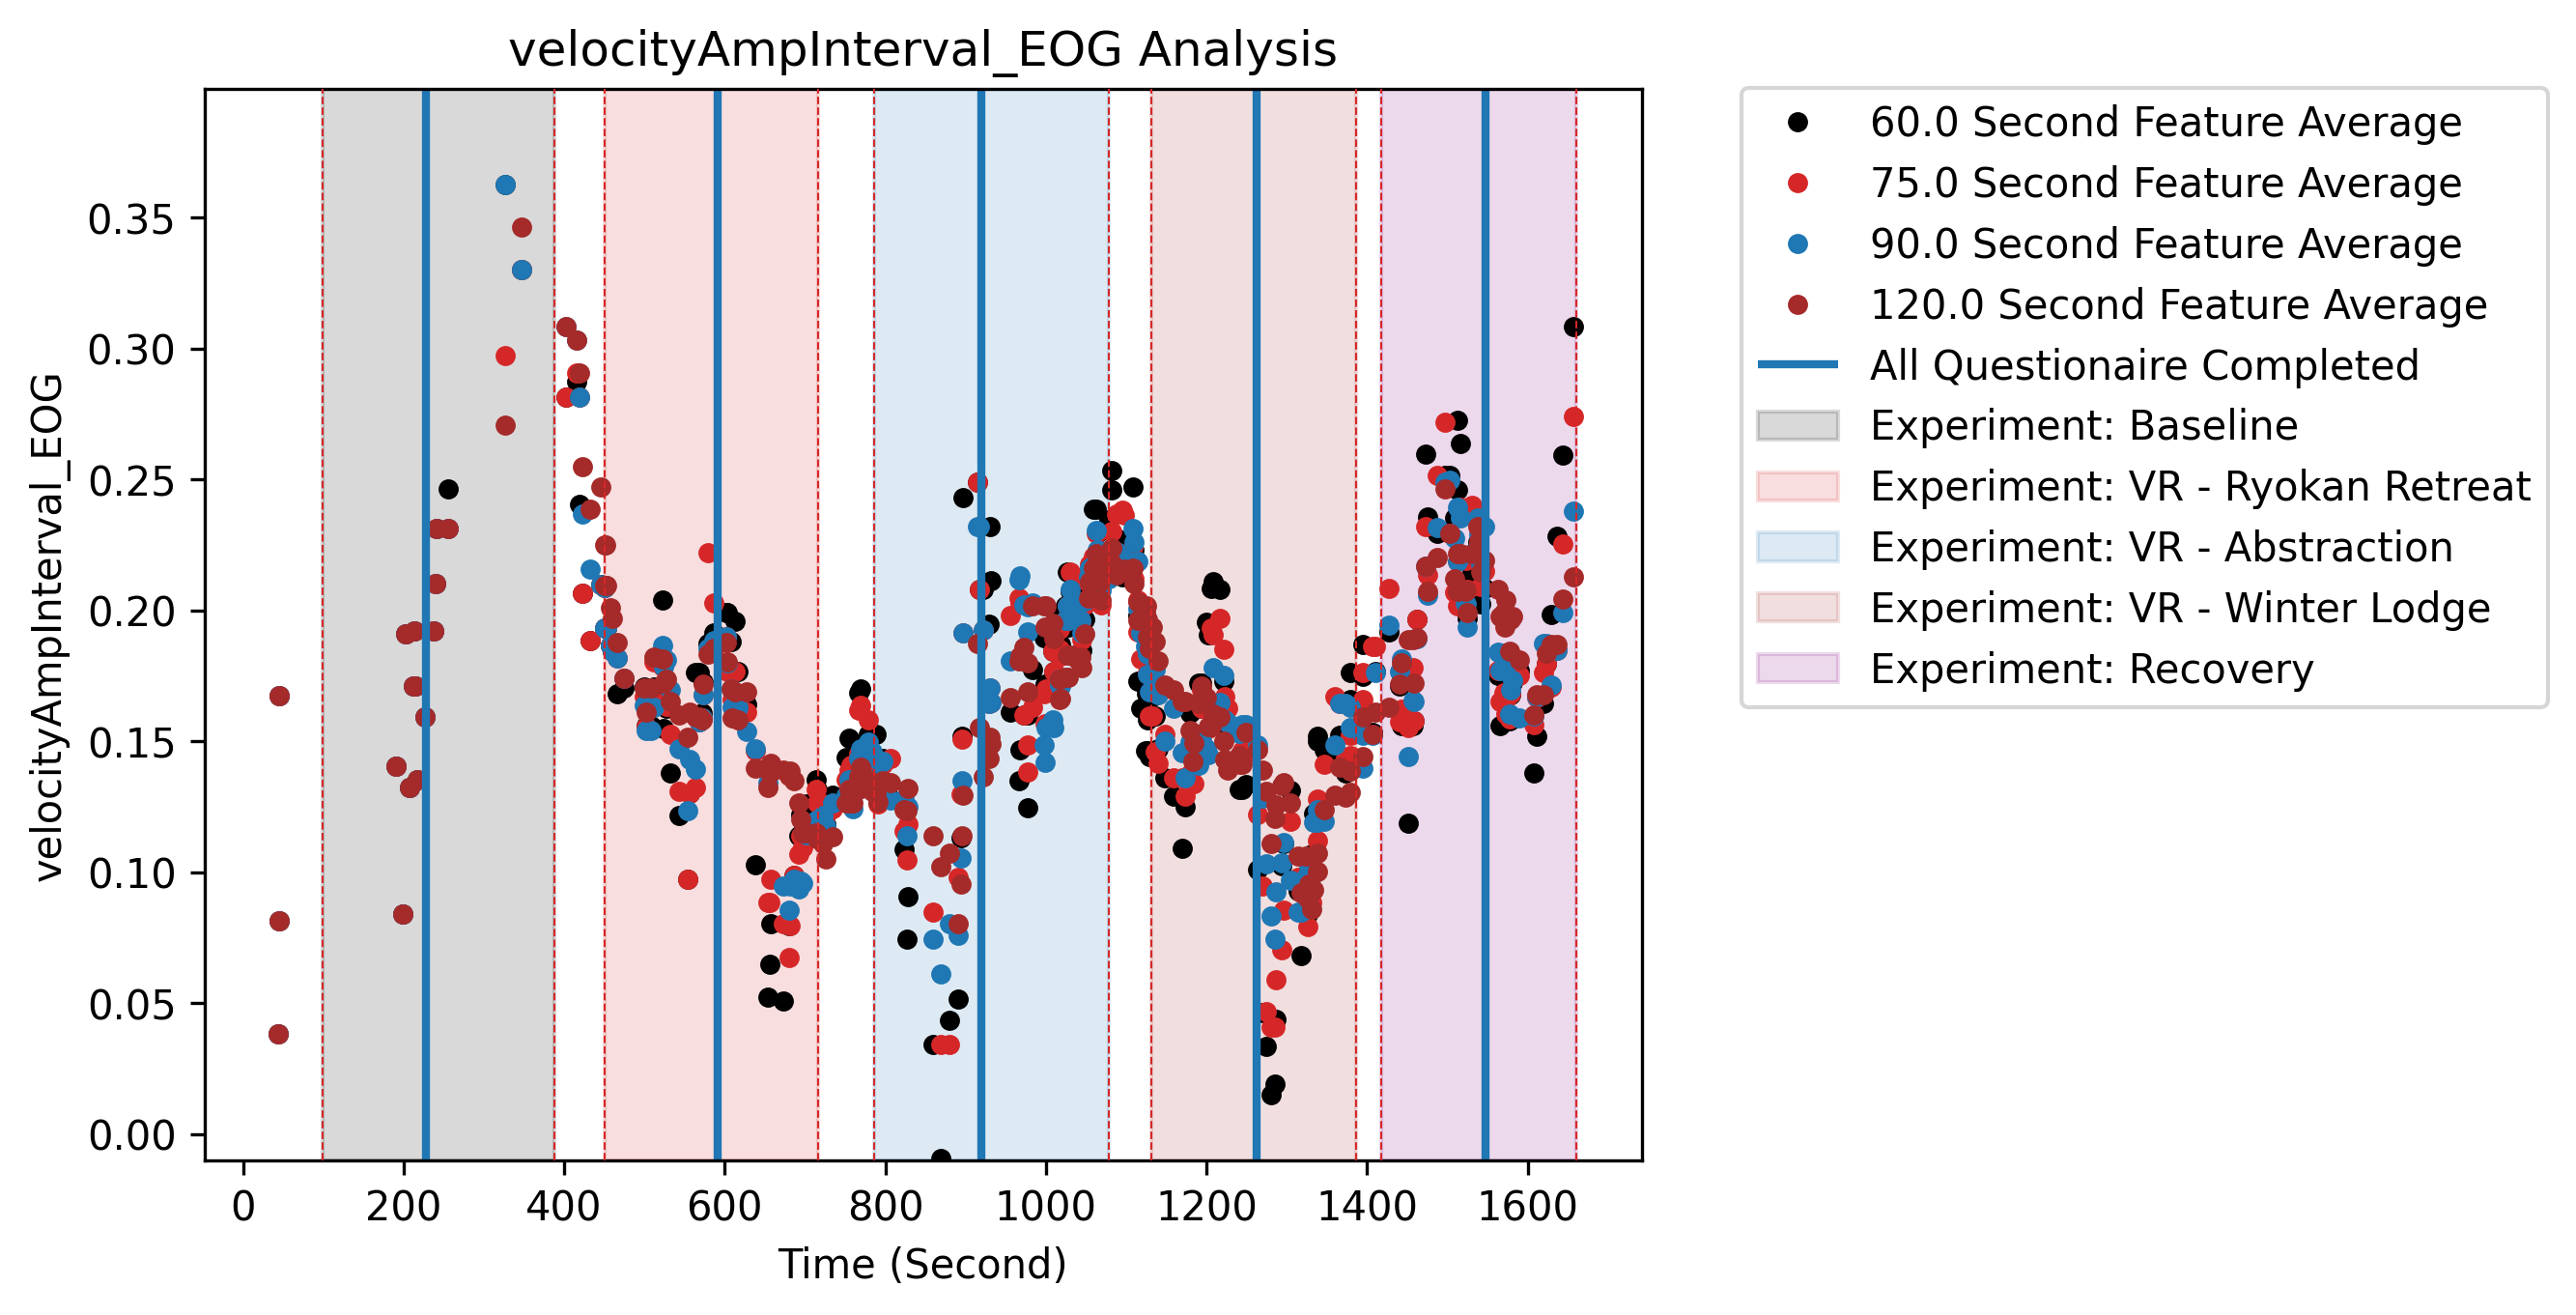 velocityAmpInterval_EOG Analysis
velocityAmpInterval_EOG
0.35
0.30
0.25
0.20
0.15
0.10
0.05
0.00
0 200 400 600 800 1000 1200 1400 1600
Time (Second)
60.0 Second Feature Average
75.0 Second Feature Average
90.0 Second Feature Average
120.0 Second Feature Average
All Questionaire Completed
Experiment: Baseline
Experiment: VR - Ryokan Retreat
Experiment: VR - Abstraction
Experiment: VR - Winter Lodge
Experiment: Recovery